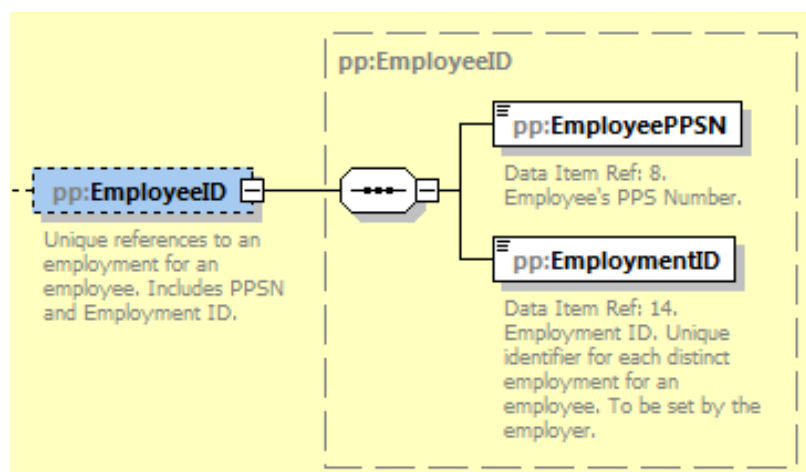 pp:EmployeeID
pp:EmployeePPSN
Data Item Ref: 8.
Employee's PPS Number.
pp:EmployeeID
Unique references to an
employment for an
employee. Includes PPSN
and Employment ID.
pp:EmploymentID
Data Item Ref: 14.
Employment ID. Unique
identifier for each distinct
employment for an
employee. To be set by the
employer.